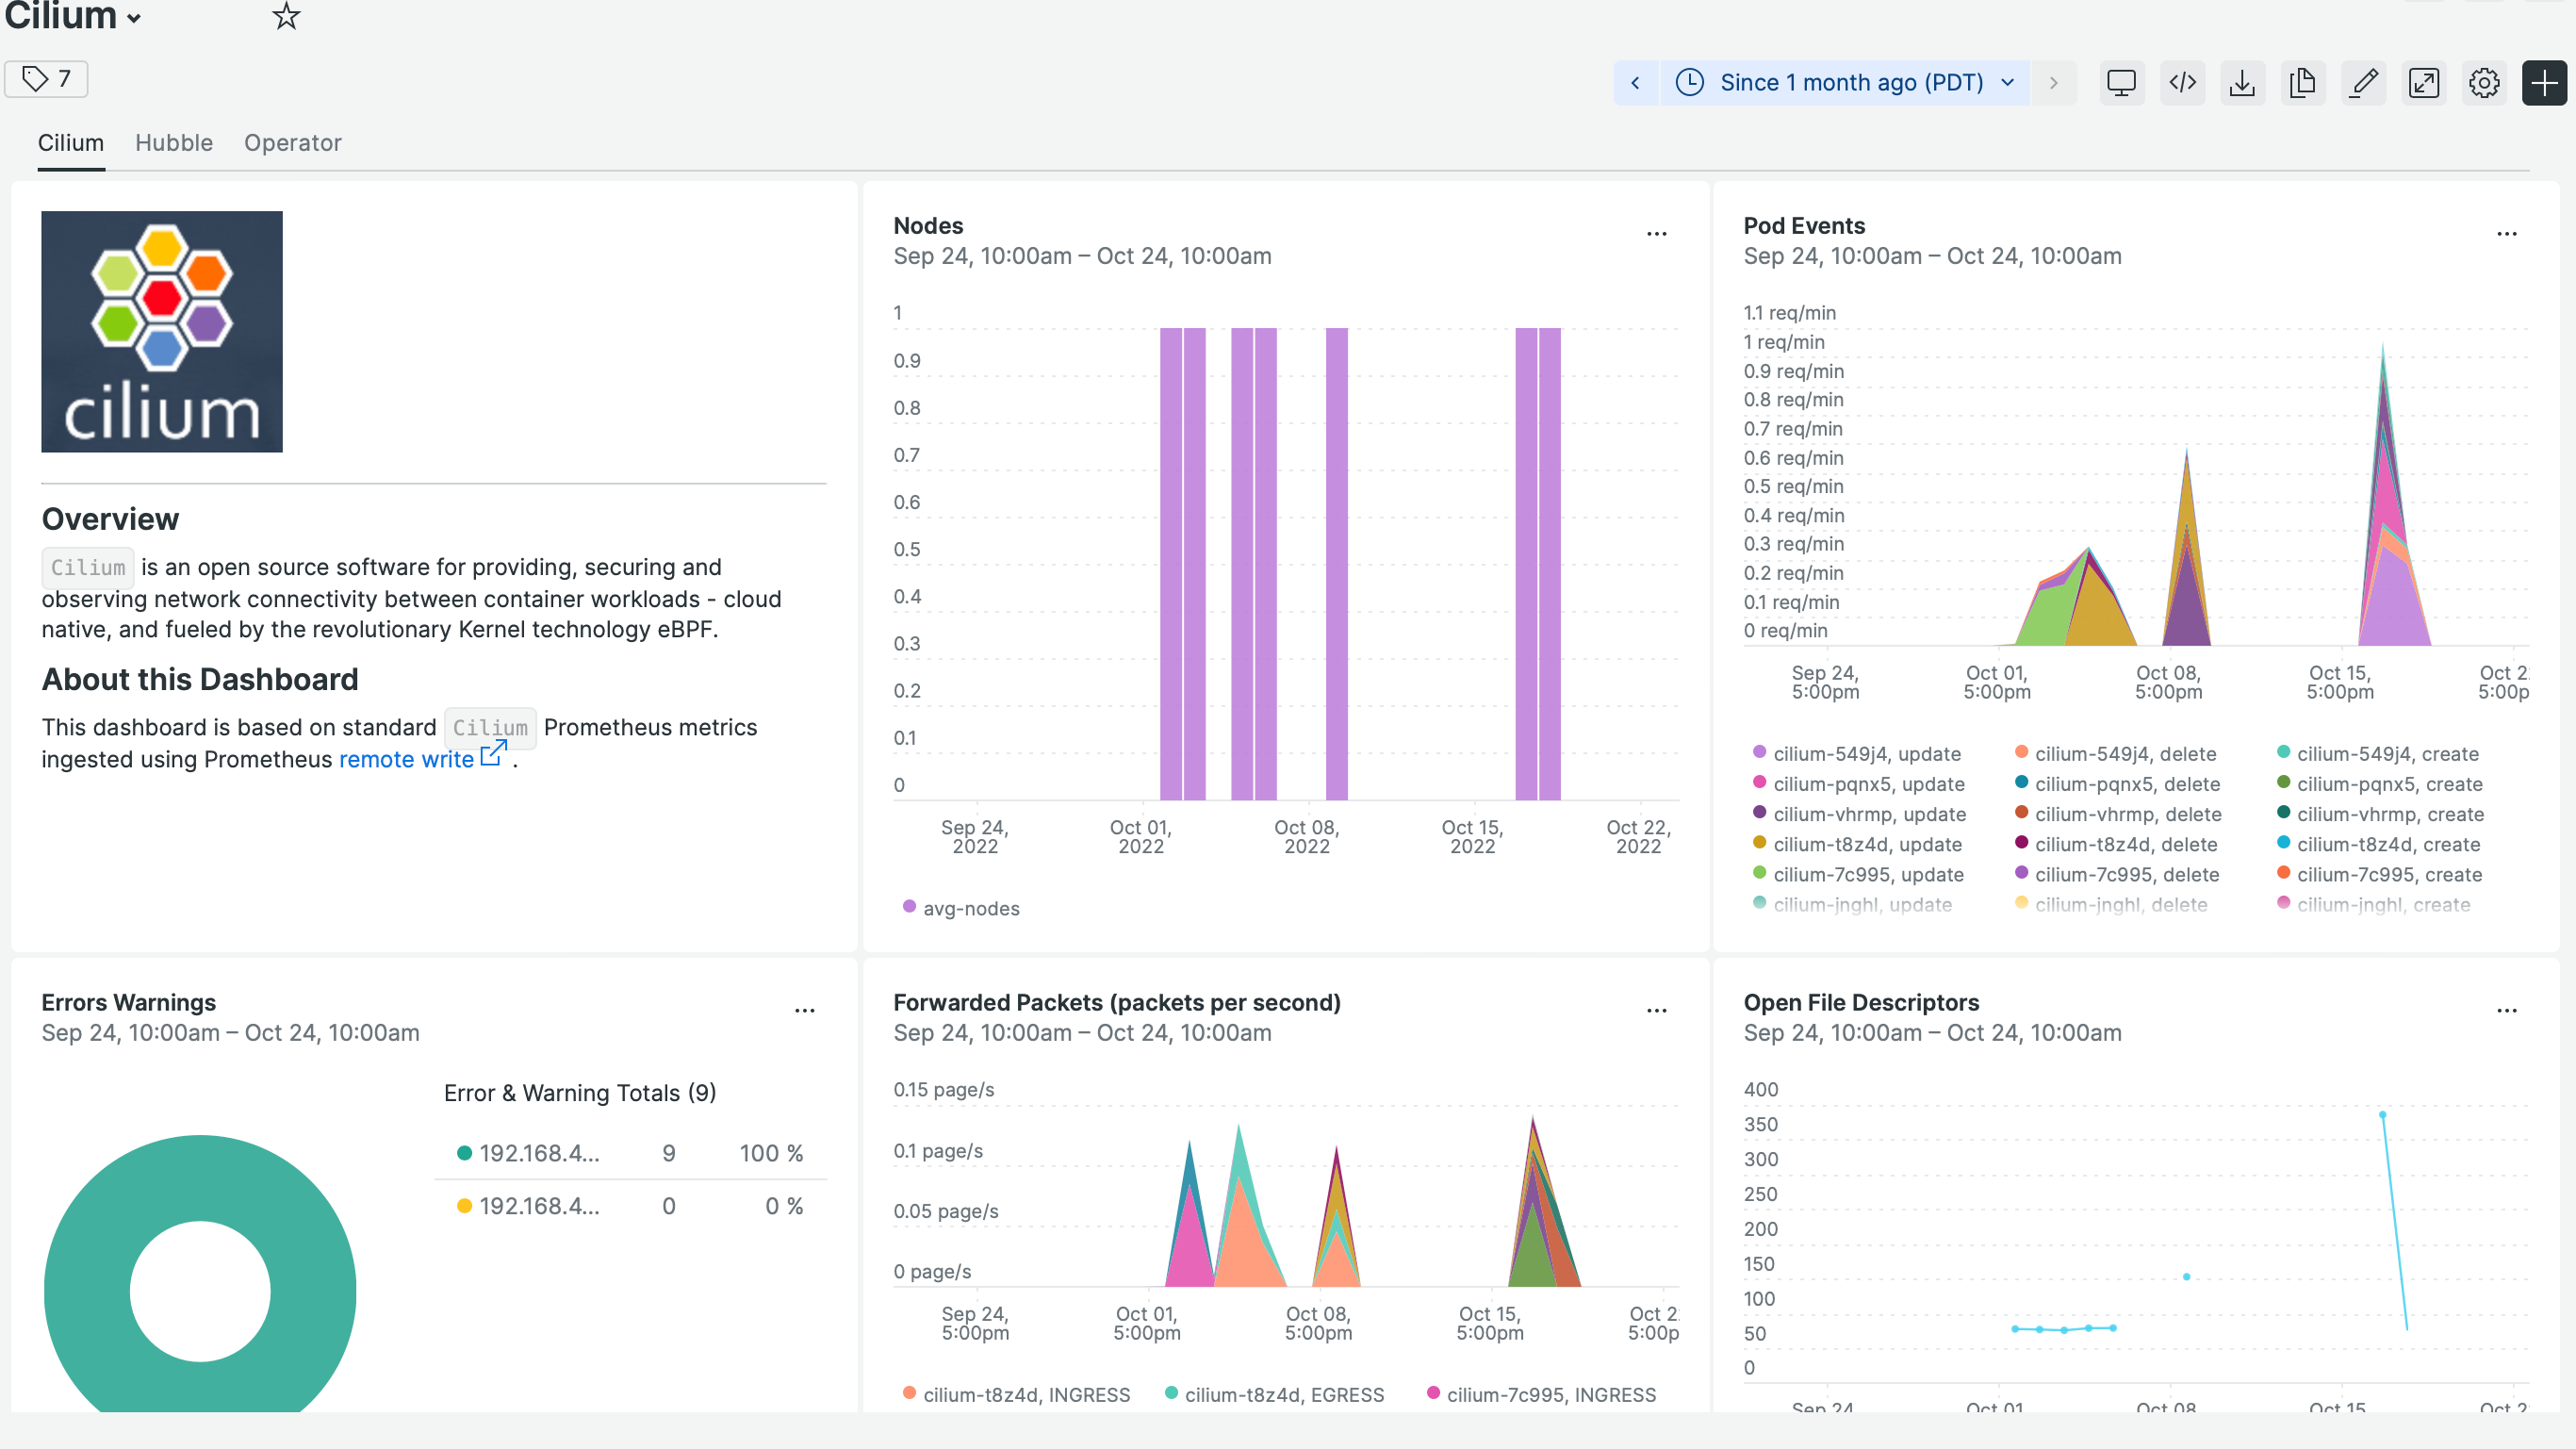 Cilium
7
Since 1 month ago (PDT)
Cilium Hubble Operator
cilium
Overview
Cilium is an open source software for providing, securing and
observing network connectivity between container workloads - cloud
native, and fueled by the revolutionary Kernel technology eBPF.
About this Dashboard
This dashboard is based on standard Cilium Prometheus metrics
ingested using Prometheus remote write .
Nodes
Sep 24, 10:00am – Oct 24, 10:00am
1
0.9
0.8
0.7
0.6
0.5
0.4
0.3
0.2
0.1
0
Sep 24, 2022
Oct 01, 2022
Oct 08, 2022
Oct 15, 2022
Oct 22, 2022
avg-nodes
Pod Events
Sep 24, 10:00am – Oct 24, 10:00am
1.1 req/min
1 req/min
0.9 req/min
0.8 req/min
0.7 req/min
0.6 req/min
0.5 req/min
0.4 req/min
0.3 req/min
0.2 req/min
0.1 req/min
0 req/min
Sep 24, 5:00pm
Oct 01, 5:00pm
Oct 08, 5:00pm
Oct 15, 5:00pm
Oct 2 5:00p
cilium-549j4, update cilium-549j4, delete cilium-549j4, create
cilium-pqnx5, update cilium-pqnx5, delete cilium-pqnx5, create
cilium-vhrmp, update cilium-vhrmp, delete cilium-vhrmp, create
cilium-t8z4d, update cilium-t8z4d, delete cilium-t8z4d, create
cilium-7c995, update cilium-7c995, delete cilium-7c995, create
cilium-jnghl, update cilium-jnghl, delete cilium-jnghl, create
Errors Warnings
Sep 24, 10:00am – Oct 24, 10:00am
Error & Warning Totals (9)
192.168.4... 9 100 %
192.168.4... 0 0 %
Forwarded Packets (packets per second)
Sep 24, 10:00am – Oct 24, 10:00am
0.15 page/s
0.1 page/s
0.05 page/s
0 page/s
Sep 24, 5:00pm
Oct 01, 5:00pm
Oct 08, 5:00pm
Oct 15, 5:00pm
Oct 2 5:00p
cilium-t8z4d, INGRESS cilium-t8z4d, EGRESS cilium-7c995, INGRESS
Open File Descriptors
Sep 24, 10:00am – Oct 24, 10:00am
400
350
300
250
200
150
100
50
0
Sep 24
Oct 01
Oct 08
Oct 15
Oct 2